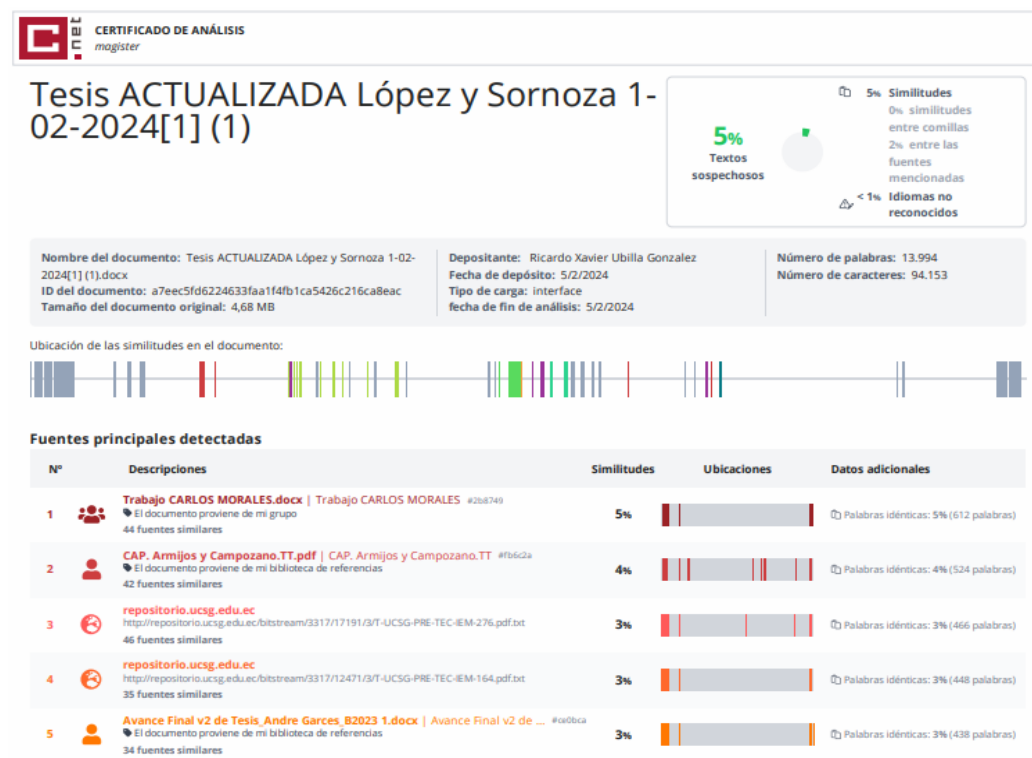 C
.net
CERTIFICADO DE ANÁLISIS
magister
Tesis ACTUALIZADA López y Sornoza 1-
02-2024[1] (1)
5%
Textos
sospechosos
5% Similitudes
0% similitudes
entre comillas
2% entre las
fuentes
mencionadas
< 1% Idiomas no
reconocidos
Nombre del documento: Tesis ACTUALIZADA López y Sornoza 1-02-
2024[1] (1).docx
ID del documento: a7eec5fd6224633faa1f4fb1ca5426c216ca8eac
Tamaño del documento original: 4,68 MB
Depositante: Ricardo Xavier Ubilla Gonzalez
Fecha de depósito: 5/2/2024
Tipo de carga: interface
fecha de fin de análisis: 5/2/2024
Número de palabras: 13.994
Número de caracteres: 94.153
Ubicación de las similitudes en el documento:
Fuentes principales detectadas
Nº Descripciones Similitudes Ubicaciones Datos adicionales
1 Trabajo CARLOS MORALES.docx | Trabajo CARLOS MORALES #2b8749
El documento proviene de mi grupo
44 fuentes similares
5% Palabras idénticas: 5% (612 palabras)
2 CAP. Armijos y Campozano.TT.pdf | CAP. Armijos y Campozano.TT #fb6c2a
El documento proviene de mi biblioteca de referencias
42 fuentes similares
4% Palabras idénticas: 4% (524 palabras)
3 repositorio.ucsg.edu.ec
http://repositorio.ucsg.edu.ec/bitstream/3317/17191/3/T-UCSG-PRE-TEC-IEM-276.pdf.txt
46 fuentes similares
3% Palabras idénticas: 3% (466 palabras)
4 repositorio.ucsg.edu.ec
http://repositorio.ucsg.edu.ec/bitstream/3317/12471/3/T-UCSG-PRE-TEC-IEM-164.pdf.txt
35 fuentes similares
3% Palabras idénticas: 3% (448 palabras)
5 Avance Final v2 de Tesis_Andre Garces_B2023 1.docx | Avance Final v2 de ... #ce0bca
El documento proviene de mi biblioteca de referencias
34 fuentes similares
3% Palabras idénticas: 3% (438 palabras)